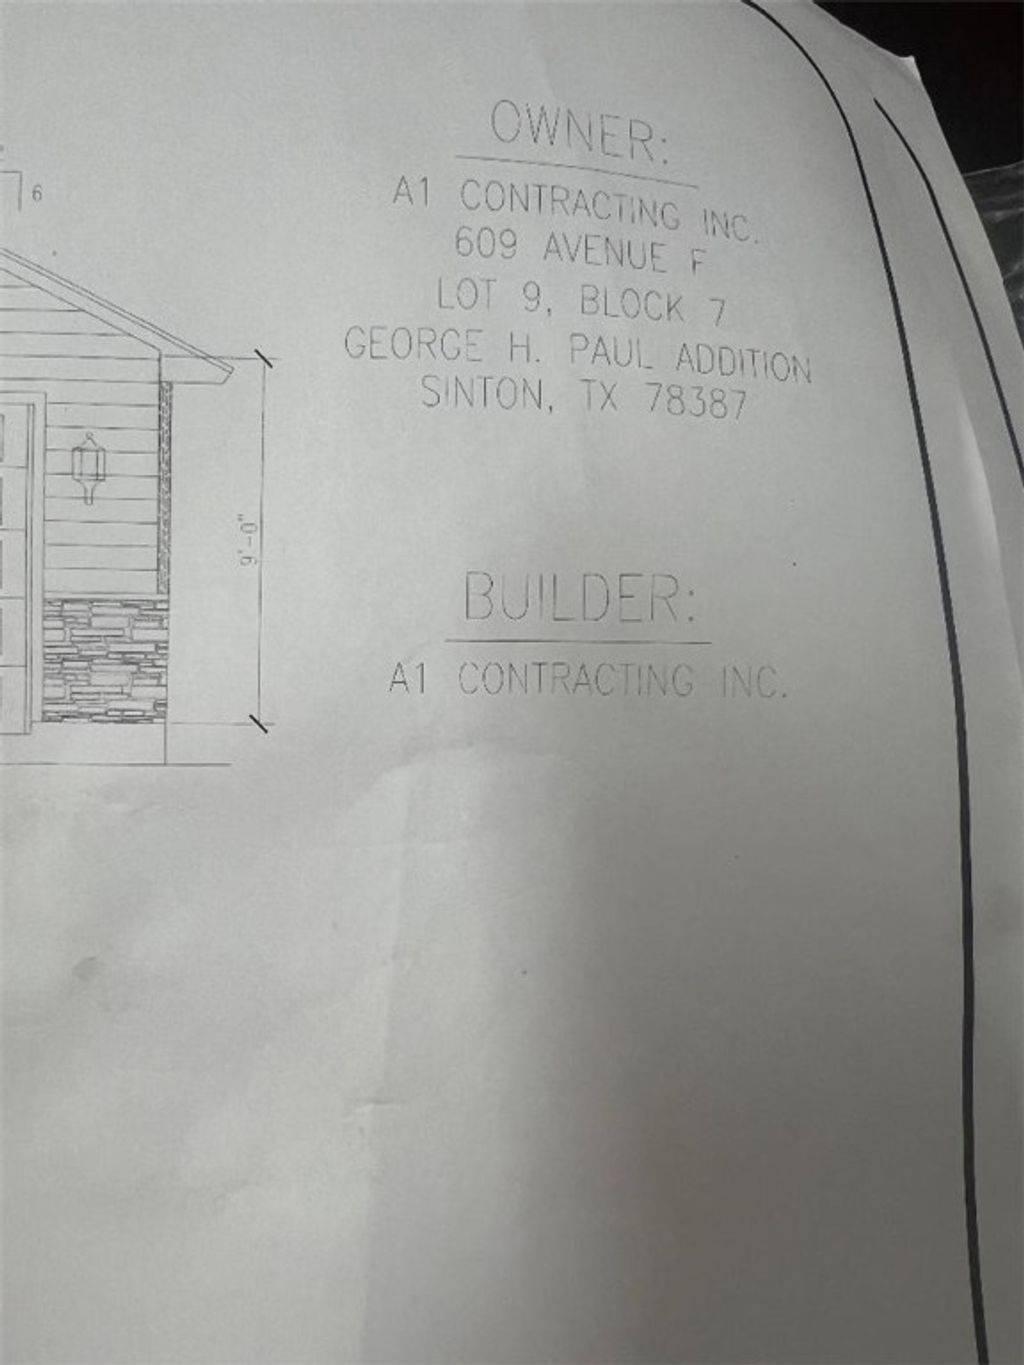 OWNER:
A1 CONTRACTING INC.
609 AVENUE F
LOT 9, BLOCK 7
GEORGE H. PAUL ADDITION
SINTON, TX 78387
6
9'-0"
BUILDER:
A1 CONTRACTING INC.